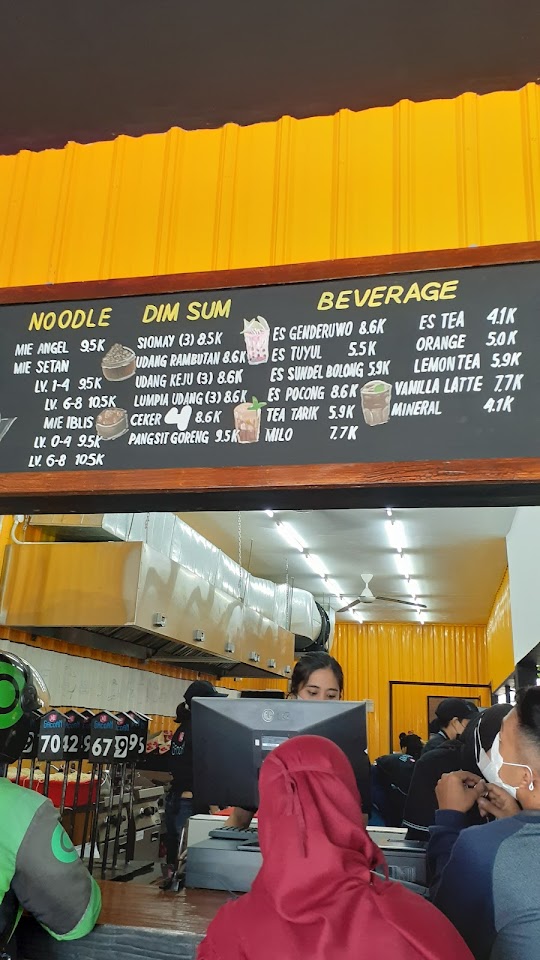 NOODLE
MIE ANGEL 9.5K
MIE SETAN
LV. 1-4 9.5K
LV. 6-8 10.5K
MIE IBLIS
LV. 0-4 9.5K
LV. 6-8 10.5K
DIM SUM
SIOMAY (3) 8.5K
UDANG RAMBUTAN 8.6K
UDANG KEJU (3) 8.6K
LUMPIA UDANG (3) 8.6K
CEKER 8.6K
PANGSIT GORENG 9.5K
BEVERAGE
ES GENDERUWO 8.6K
ES TUYUL 5.5K
ES SUNDEL BOLONG 5.9K
ES POCONG 8.6K
TEA TARIK 5.9K
MILO 7.7K
ES TEA 4.1K
ORANGE 5.0K
LEMON TEA 5.9K
VANILLA LATTE 7.7K
MINERAL 4.1K
70
42
67